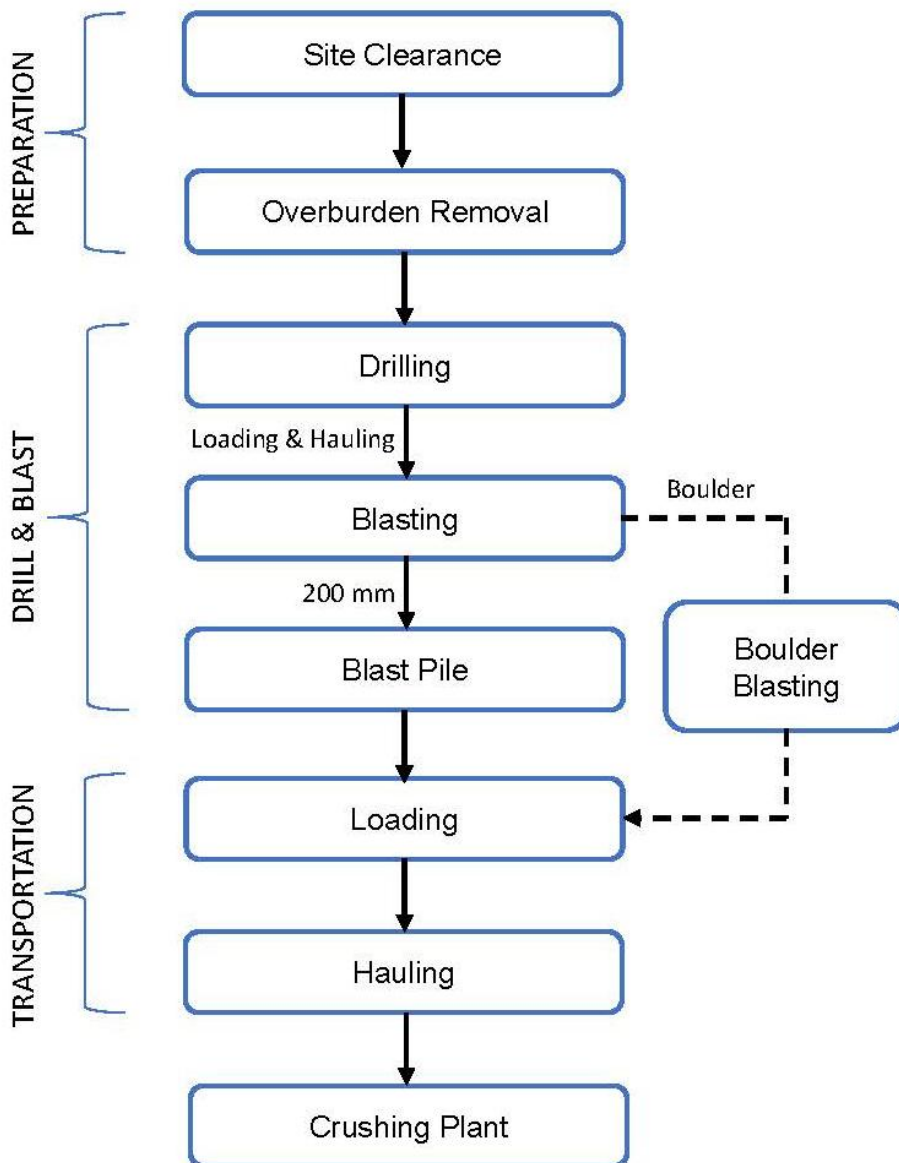 PREPARATION
Site Clearance
Overburden Removal
DRILL & BLAST
Drilling
Loading & Hauling
Blasting
Boulder
200 mm
Blast Pile
Boulder
Blasting
TRANSPORTATION
Loading
Hauling
Crushing Plant